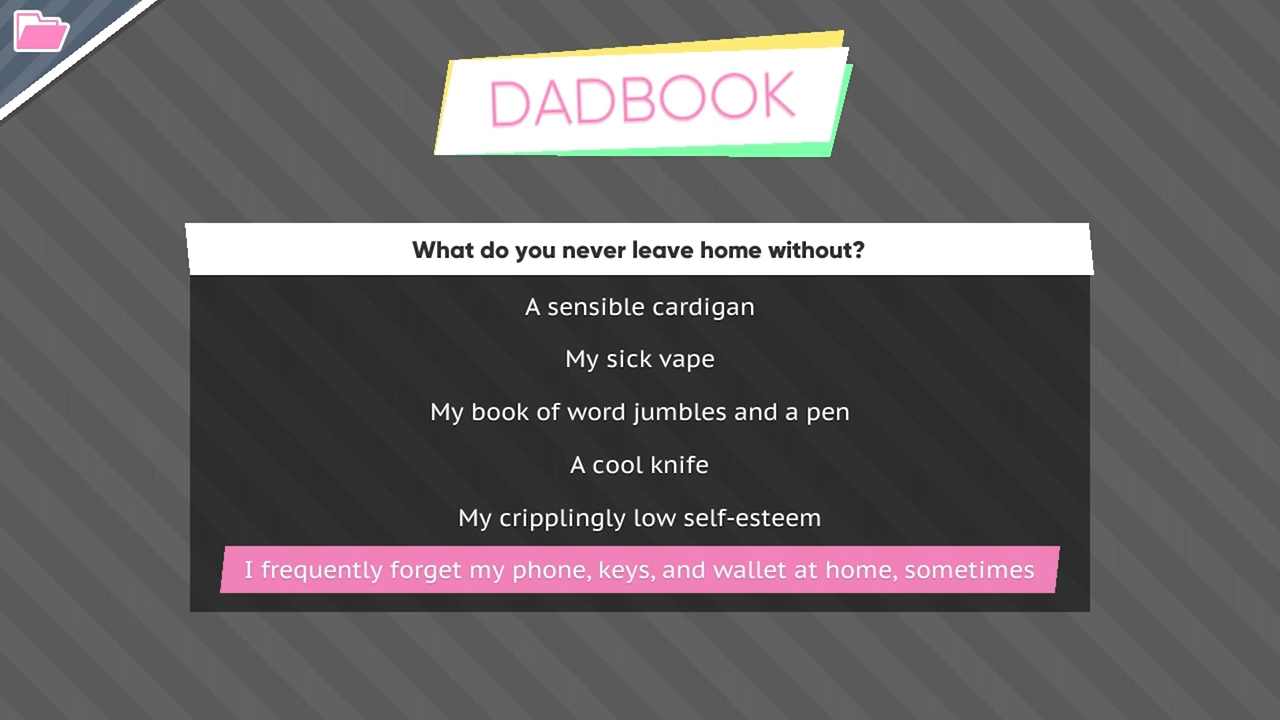 DADBOOK
What do you never leave home without?
A sensible cardigan
My sick vape
My book of word jumbles and a pen
A cool knife
My cripplingly low self-esteem
I frequently forget my phone, keys, and wallet at home, sometimes